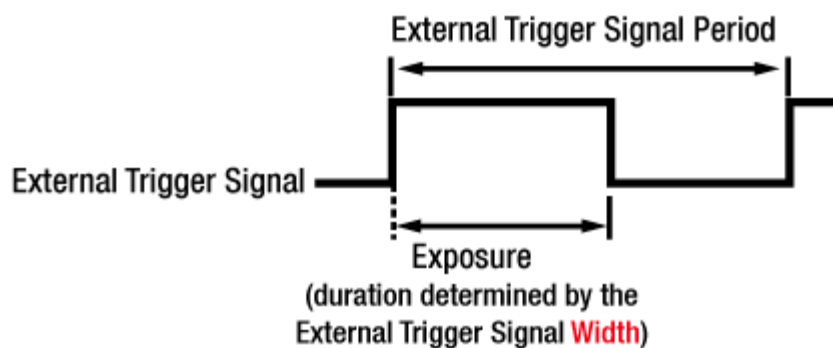 External Trigger Signal Period
External Trigger Signal
Exposure
(duration determined by the
External Trigger Signal Width)